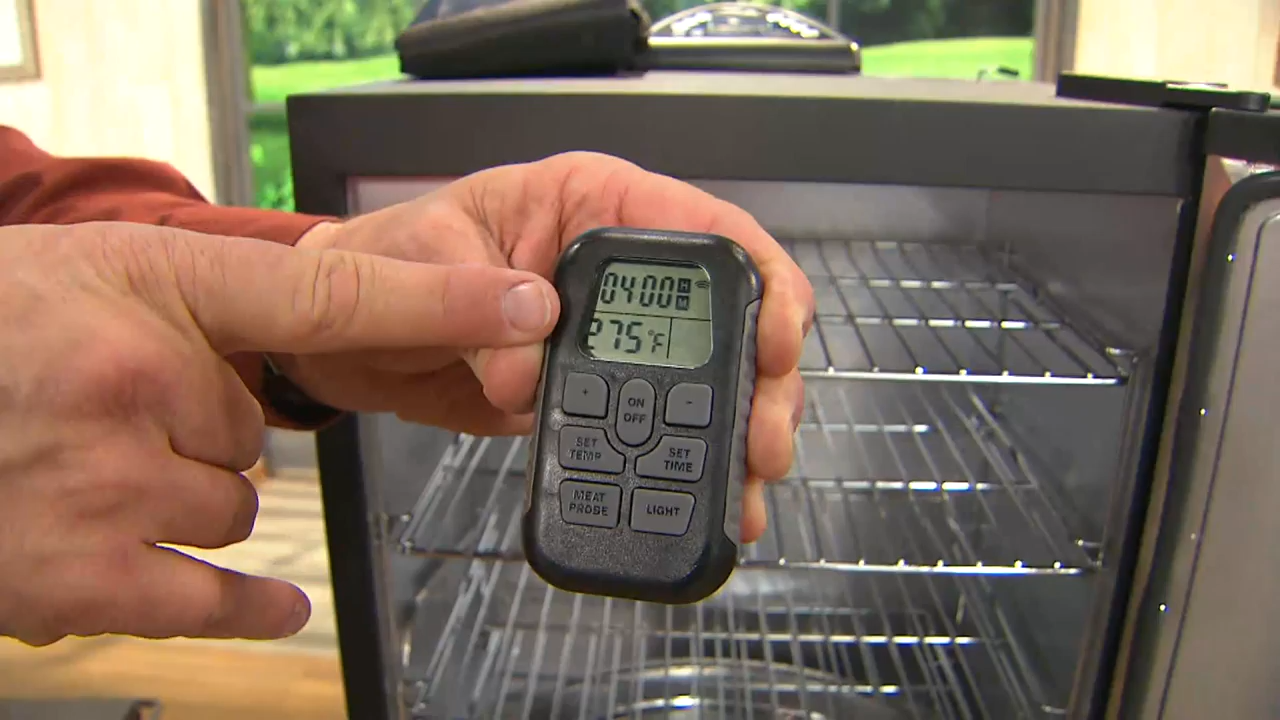 0400 H M
275°F
+ ON OFF -
SET TEMP
SET TIME
MEAT PROBE
LIGHT